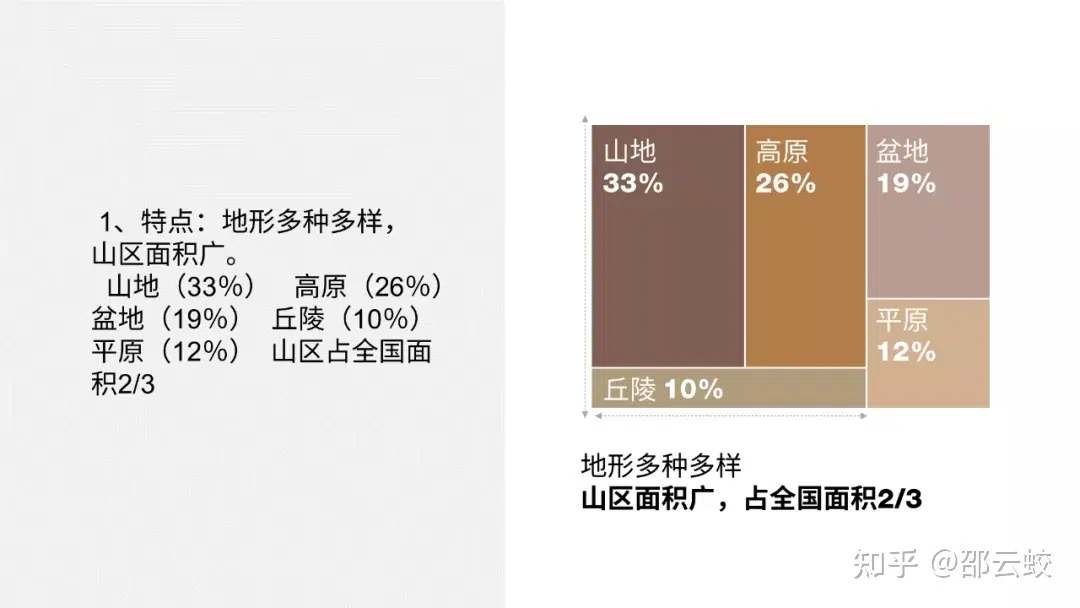 1、特点：地形多种多样，
山区面积广。
山地（33%） 高原（26%）
盆地（19%） 丘陵（10%）
平原（12%） 山区占全国面
积2/3
山地
33%
高原
26%
盆地
19%
平原
12%
丘陵 10%
地形多种多样
山区面积广，占全国面积2/3
知乎 @邵云蛟